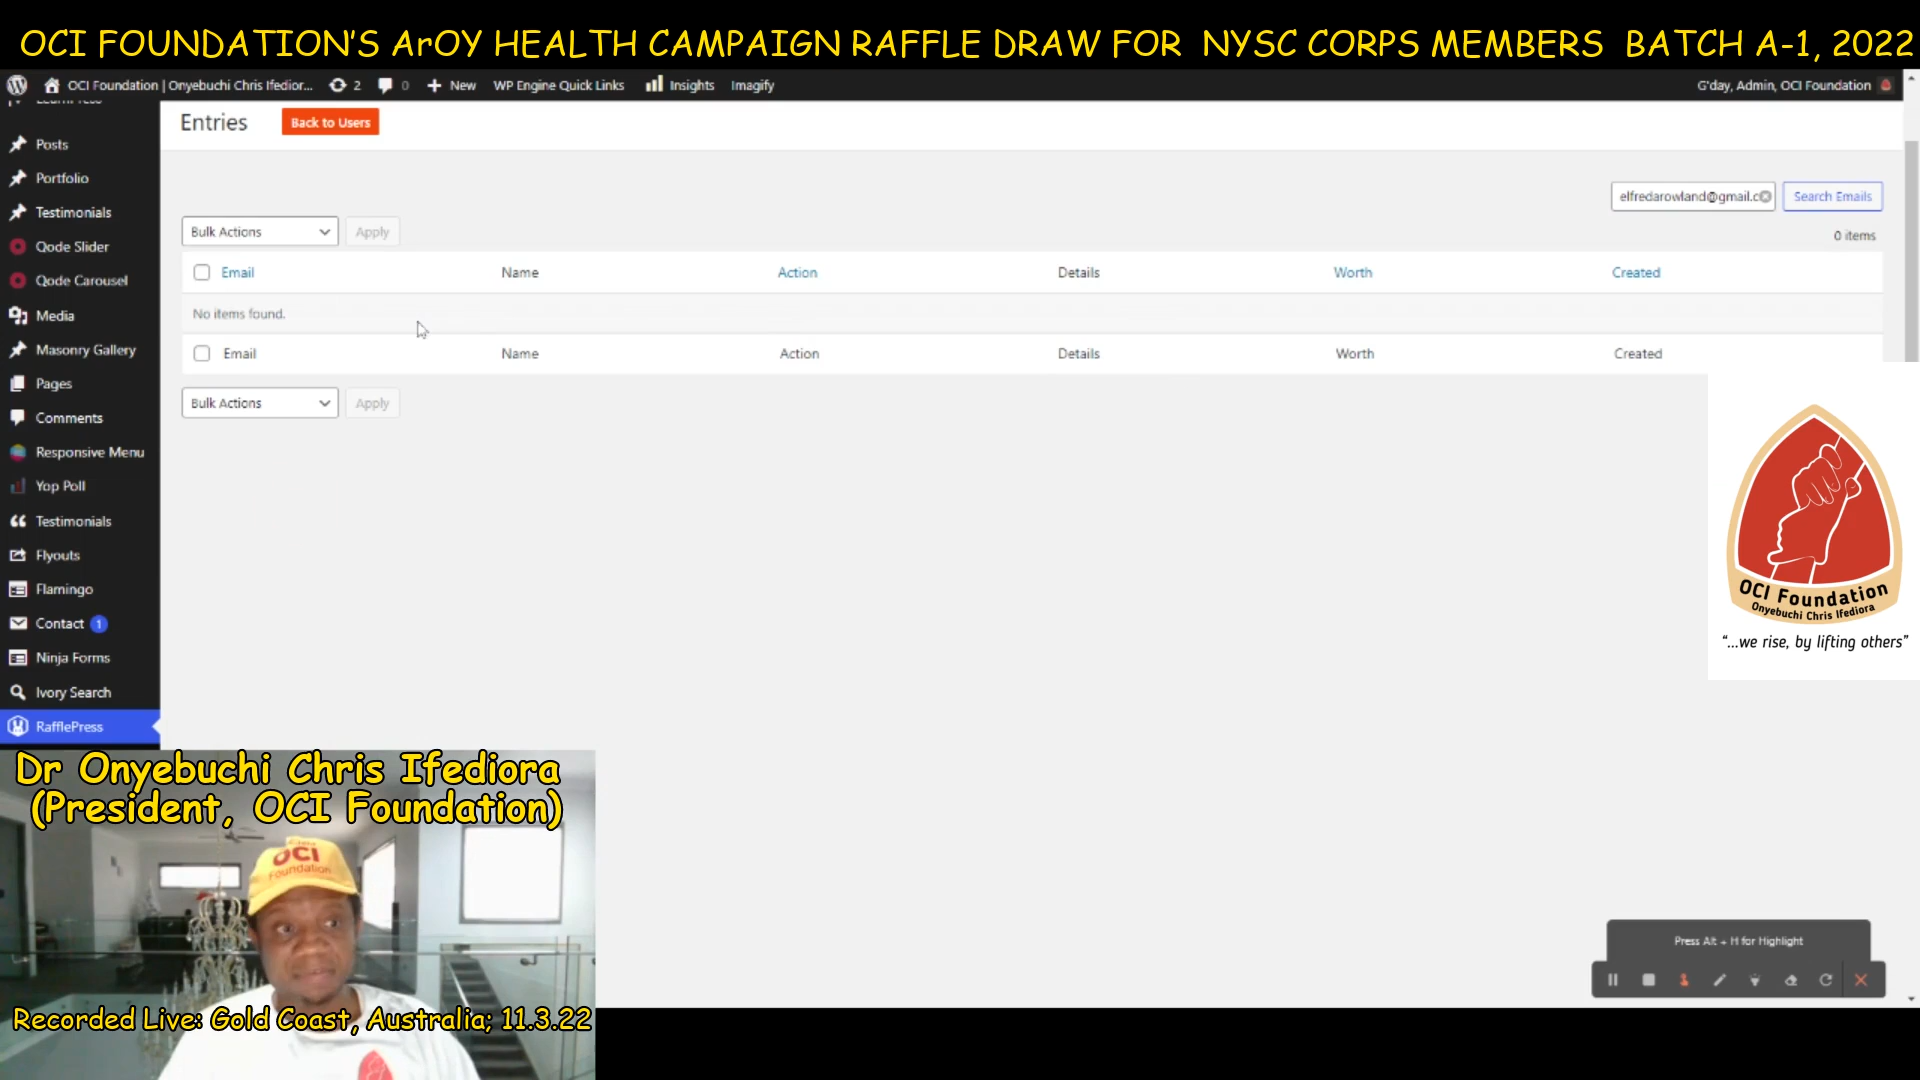 OCI FOUNDATION'S ArOY HEALTH CAMPAIGN RAFFLE DRAW FOR NYSC CORPS MEMBERS BATCH A-1, 2022
OCI Foundation | Onyebuchi Chris Ifedior... 2 0 New WP Engine Quick Links Insights Imagify G'day, Admin, OCI Foundation
LearnPress
Entries Back to Users
Posts
Portfolio
elfredarowland@gmail.c Search Emails
Testimonials
Bulk Actions Apply 0 items
Qode Slider
Email Name Action Details Worth Created
Qode Carousel
No items found.
Media
Masonry Gallery
Email Name Action Details Worth Created
Pages
Bulk Actions Apply
Comments
Responsive Menu
Yop Poll
Testimonials
Flyouts
Flamingo
Contact 1
Ninja Forms
Ivory Search
RafflePress
OCI Foundation
Onyebuchi Chris Ifediora
"...we rise, by lifting others"
Dr Onyebuchi Chris Ifediora
(President, OCI Foundation)
OCI
Foundation
Recorded Live: Gold Coast, Australia; 11.3.22
Press Alt + H for Highlight